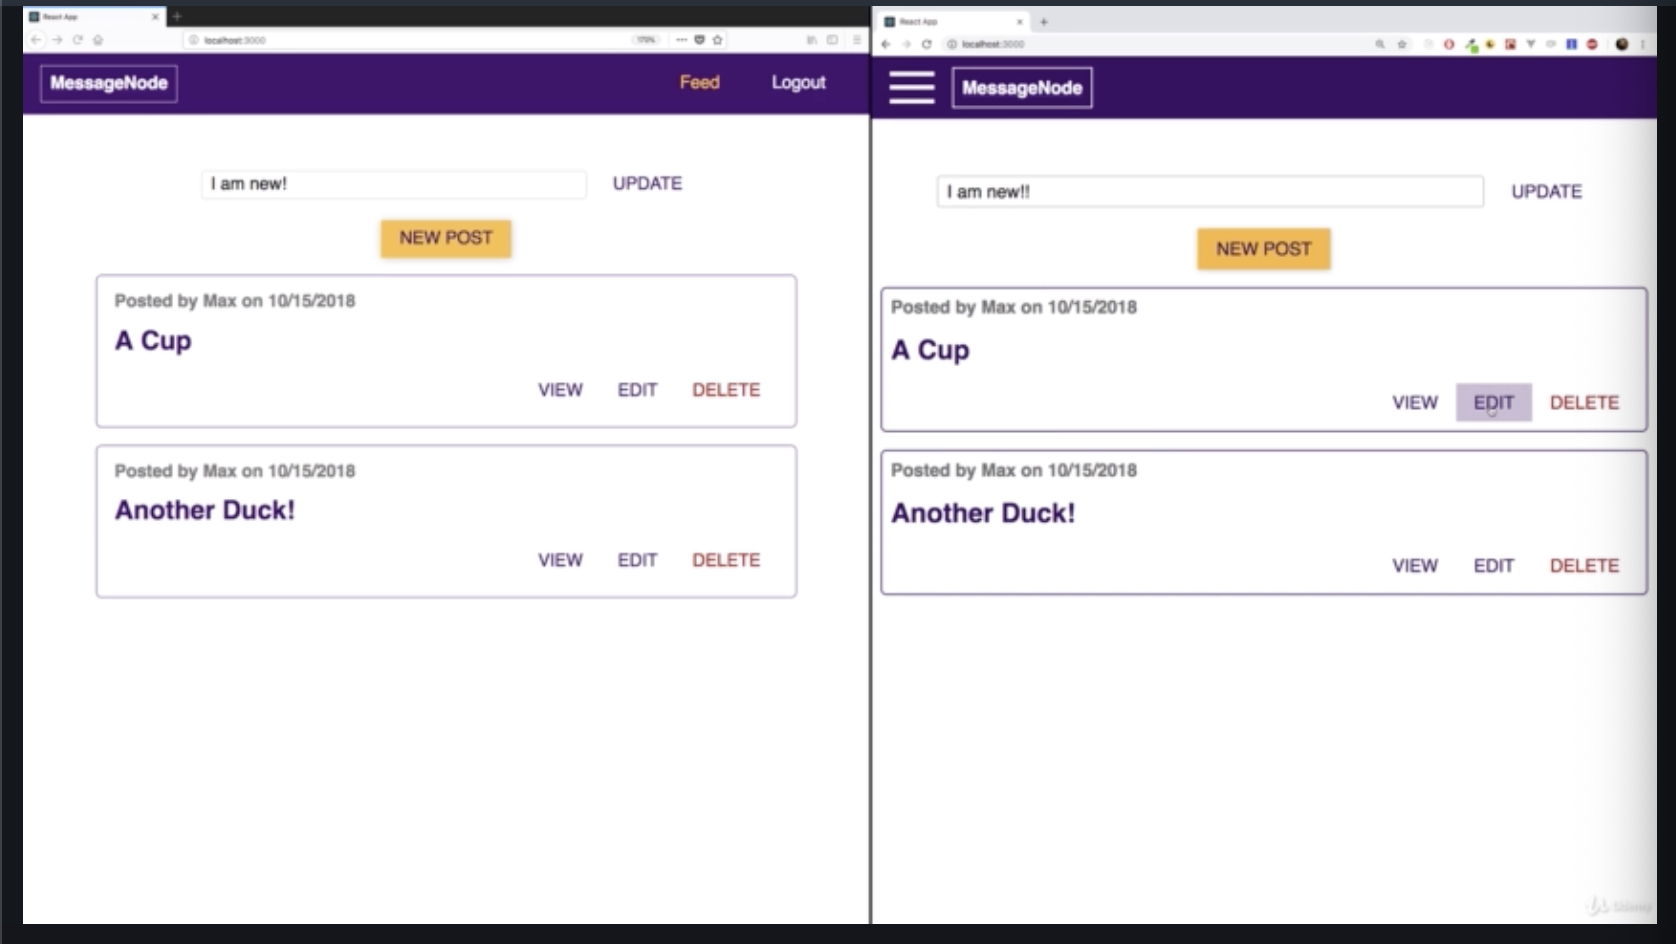 React App
localhost:3000
170%
MessageNode
Feed
Logout
I am new!
UPDATE
NEW POST
Posted by Max on 10/15/2018
A Cup
VIEW EDIT DELETE
Posted by Max on 10/15/2018
Another Duck!
VIEW EDIT DELETE
React App
localhost:3000
MessageNode
I am new!!
UPDATE
NEW POST
Posted by Max on 10/15/2018
A Cup
VIEW EDIT DELETE
Posted by Max on 10/15/2018
Another Duck!
VIEW EDIT DELETE
Udemy